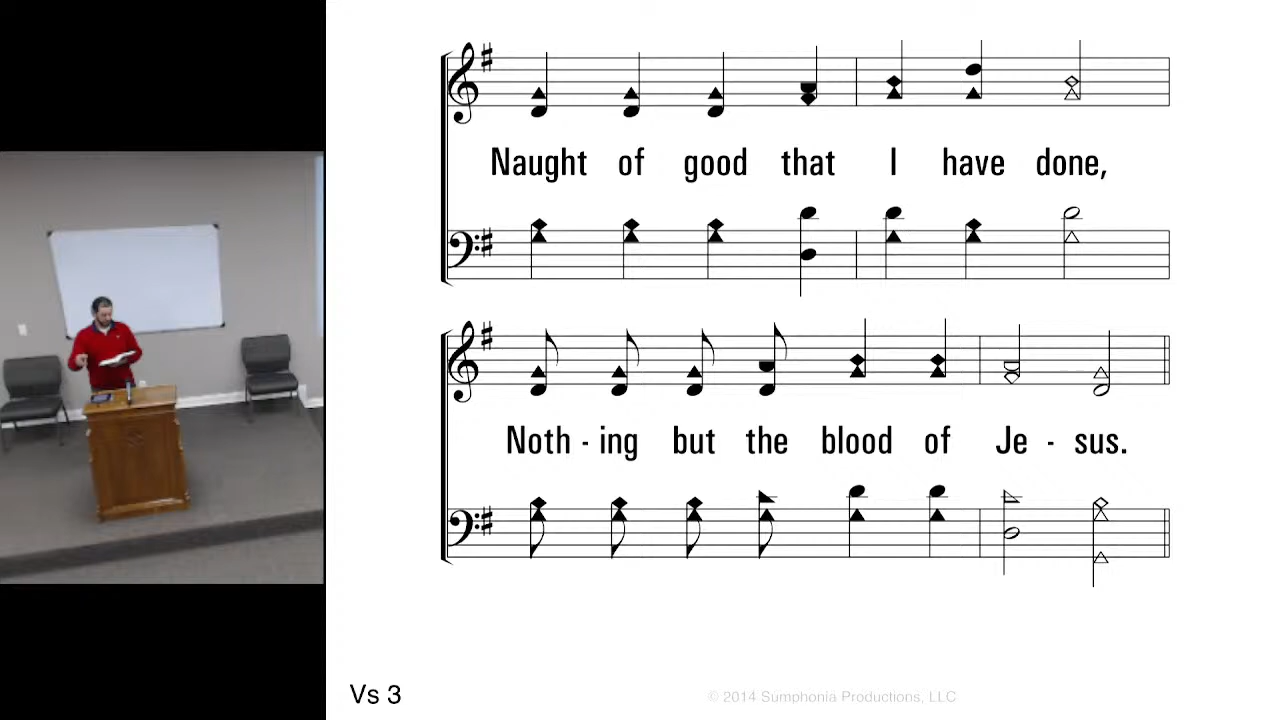 Naught of good that I have done,
Noth - ing but the blood of Je - sus.
Vs 3
© 2014 Sumphonia Productions, LLC